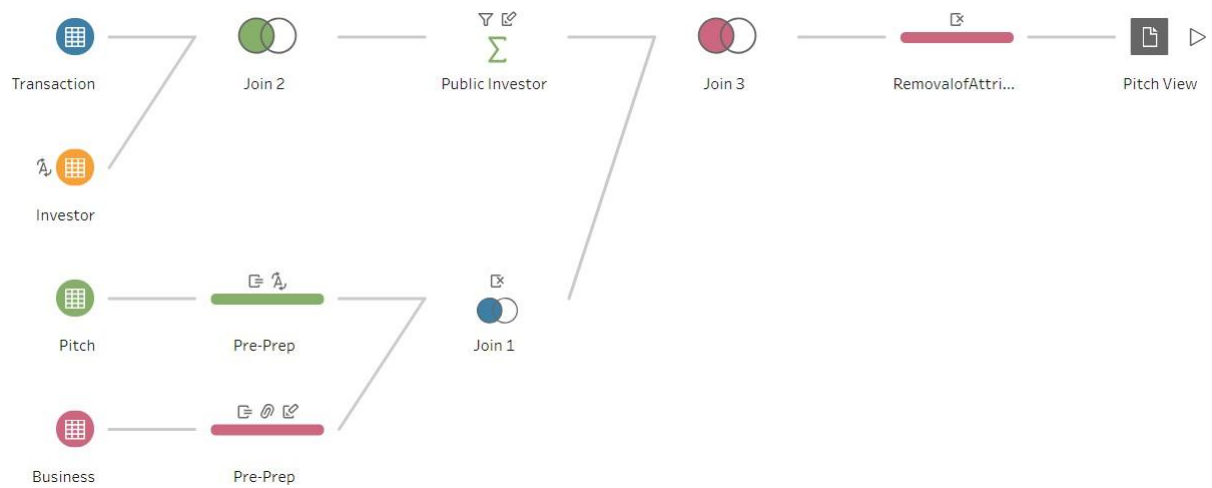 Transaction
Join 2
Public Investor
Join 3
RemovalofAttri...
Pitch View
Investor
Pitch
Pre-Prep
Join 1
Business
Pre-Prep